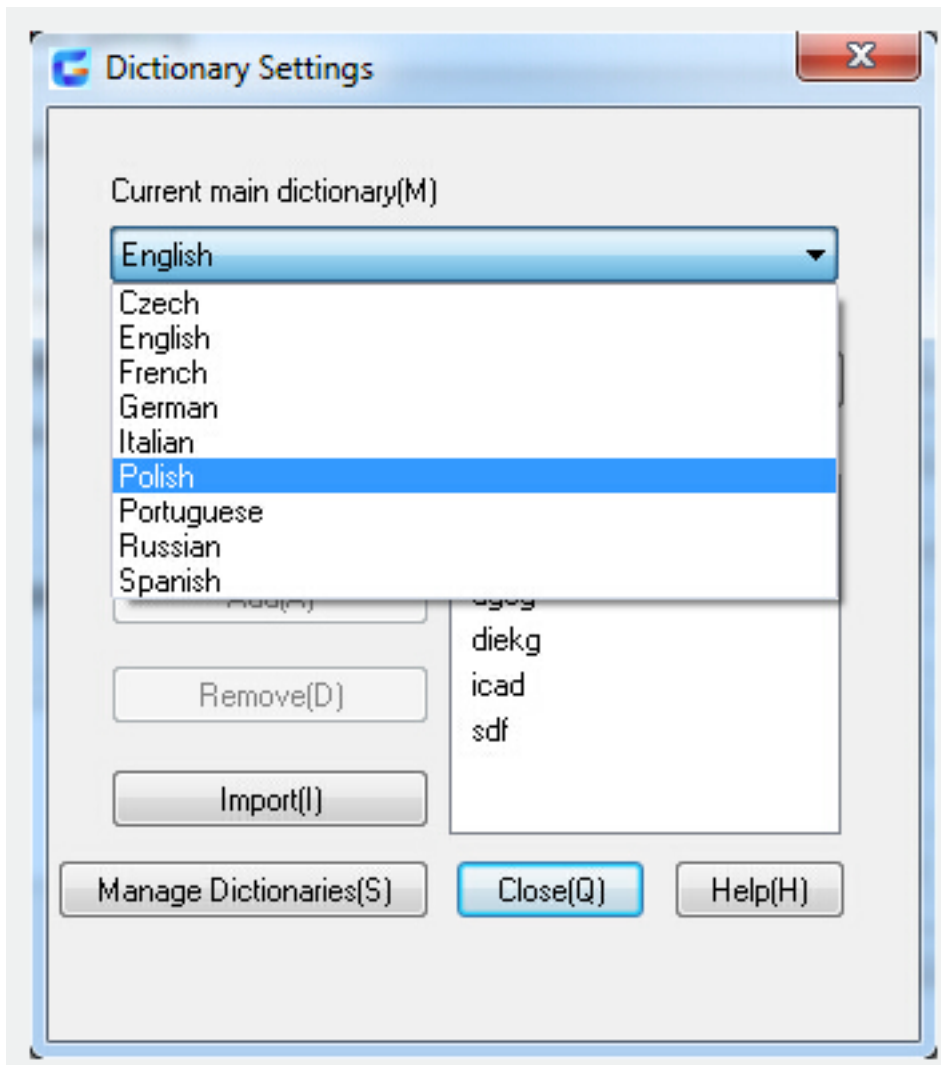 Dictionary Settings
Current main dictionary(M)
English
Czech
English
French
German
Italian
Polish
Portuguese
Russian
Spanish
diekg
Remove(D)
icad
sdf
Import(I)
Manage Dictionaries(S) Close(Q) Help(H)